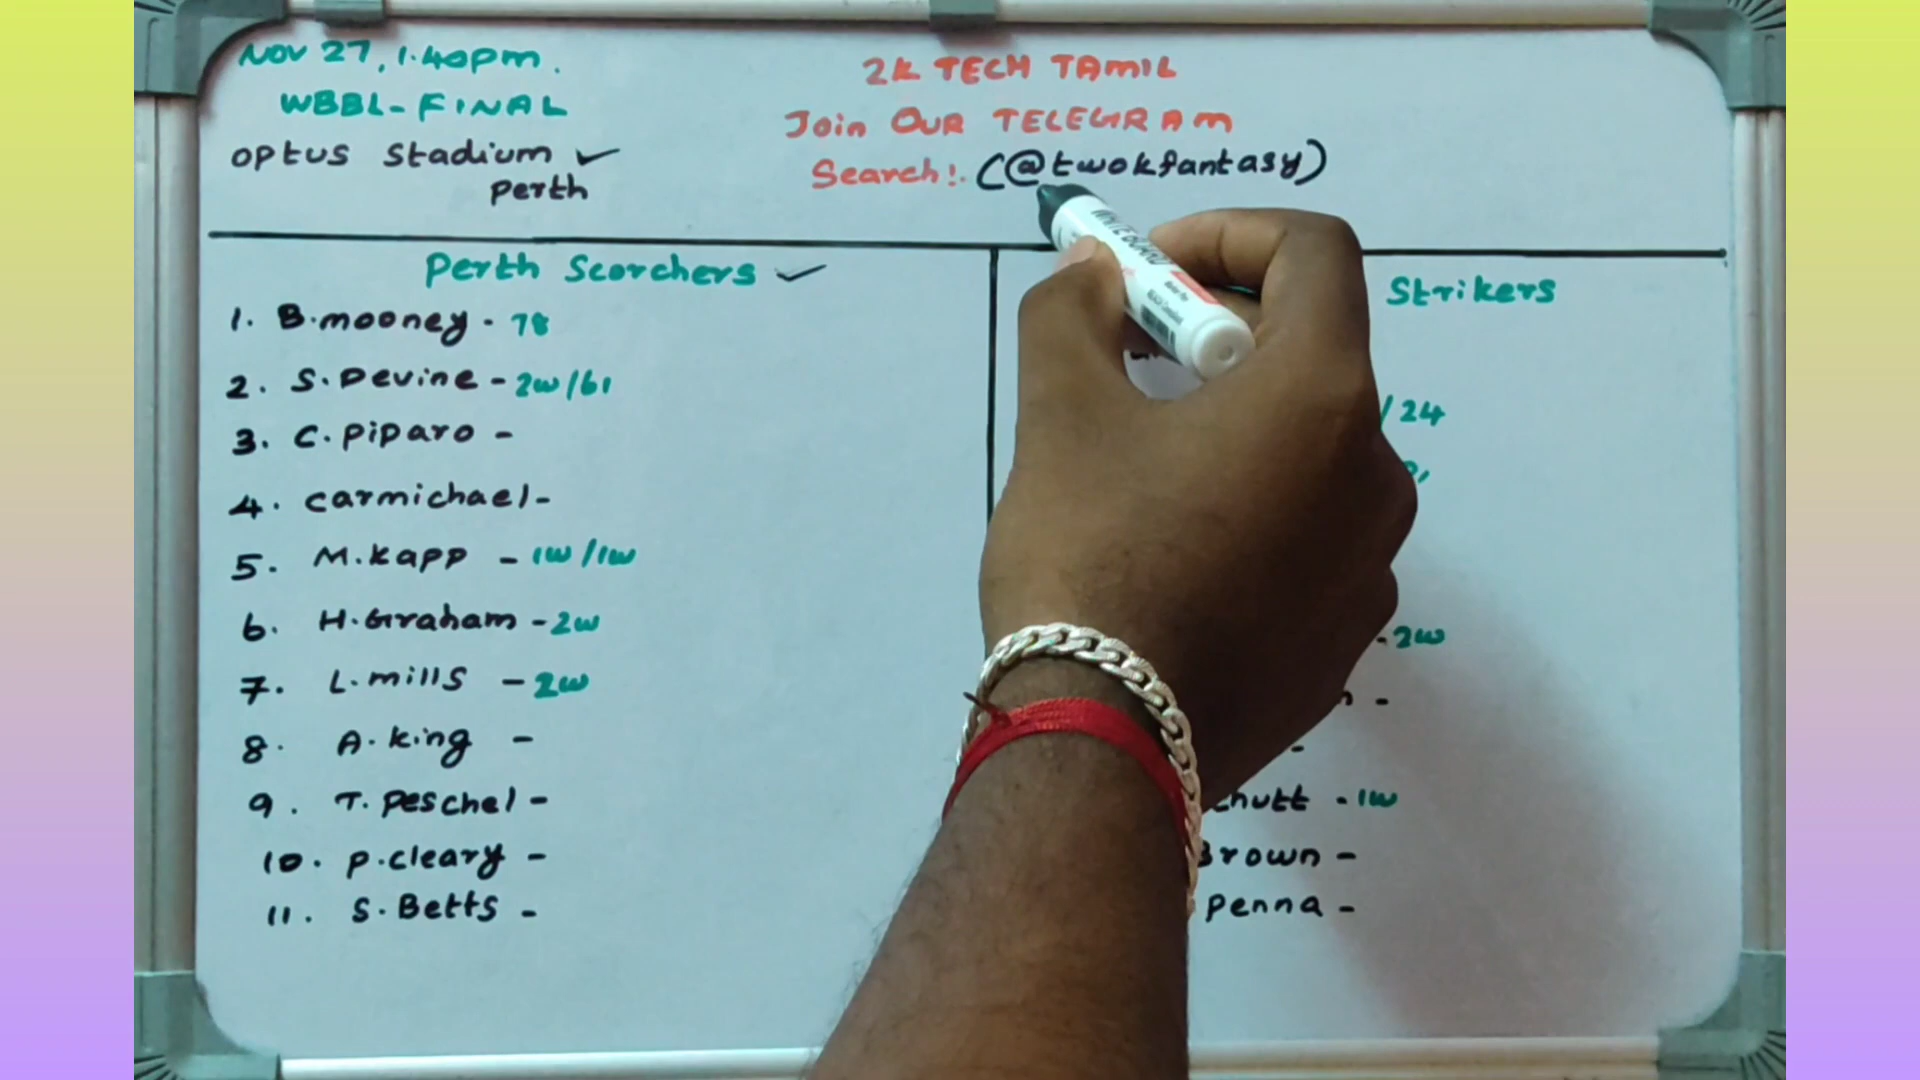 Nov 27, 1.40pm.
WBBL-FINAL
Optus Stadium ✓
Perth
2K TECH TAMIL
Join OUR TELEGRAM
Search!. (@twokfantasy)
Perth Scorchers ✓
1. B.mooney - 78
2. S.Devine - 2w/61
3. C.Piparo -
4. Carmichael -
5. M.Kapp - 1w/1w
6. H.Graham - 2w
7. L.mills - 2w
8. A.king -
9. T.Peschel -
10. P.Cleary -
11. S.Betts -
Strikers
/24
- 2w
-
-
chutt - 1w
Brown -
Penna -
WHITEBOARD